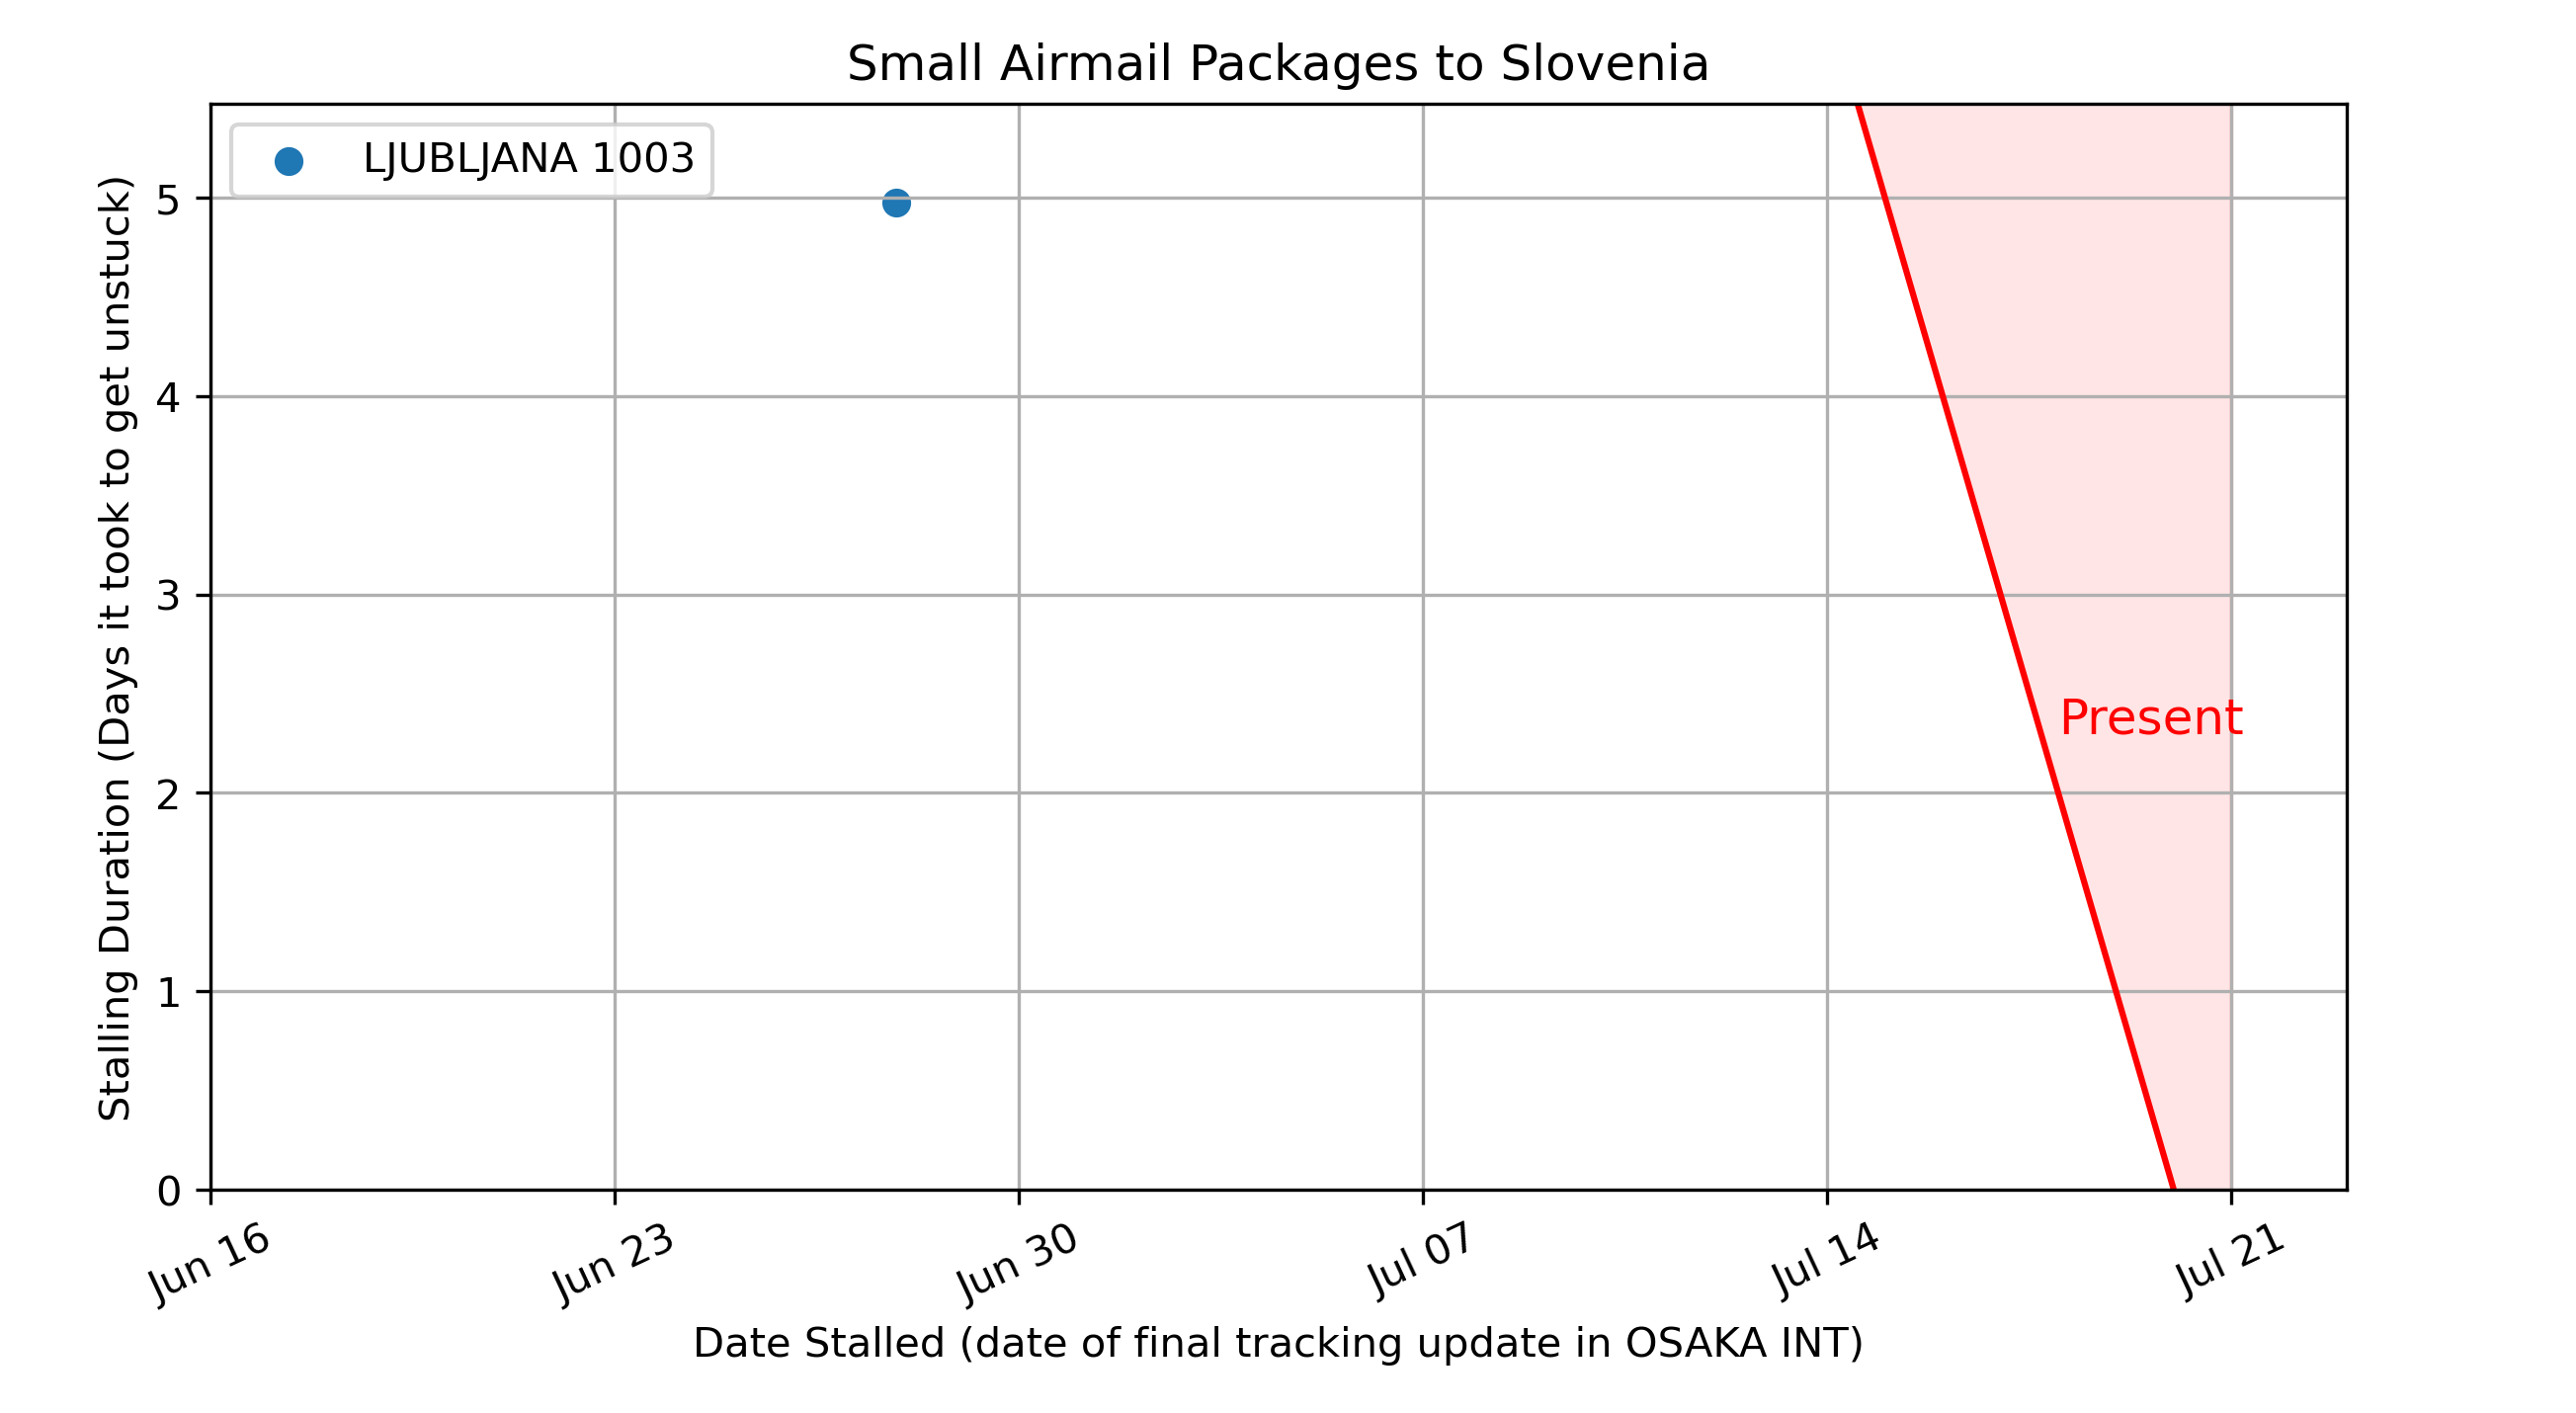 Small Airmail Packages to Slovenia
LJUBLJANA 1003
Stalling Duration (Days it took to get unstuck)
5
4
3
2
1
0
Present
Jun 16
Jun 23
Jun 30
Jul 07
Jul 14
Jul 21
Date Stalled (date of final tracking update in OSAKA INT)